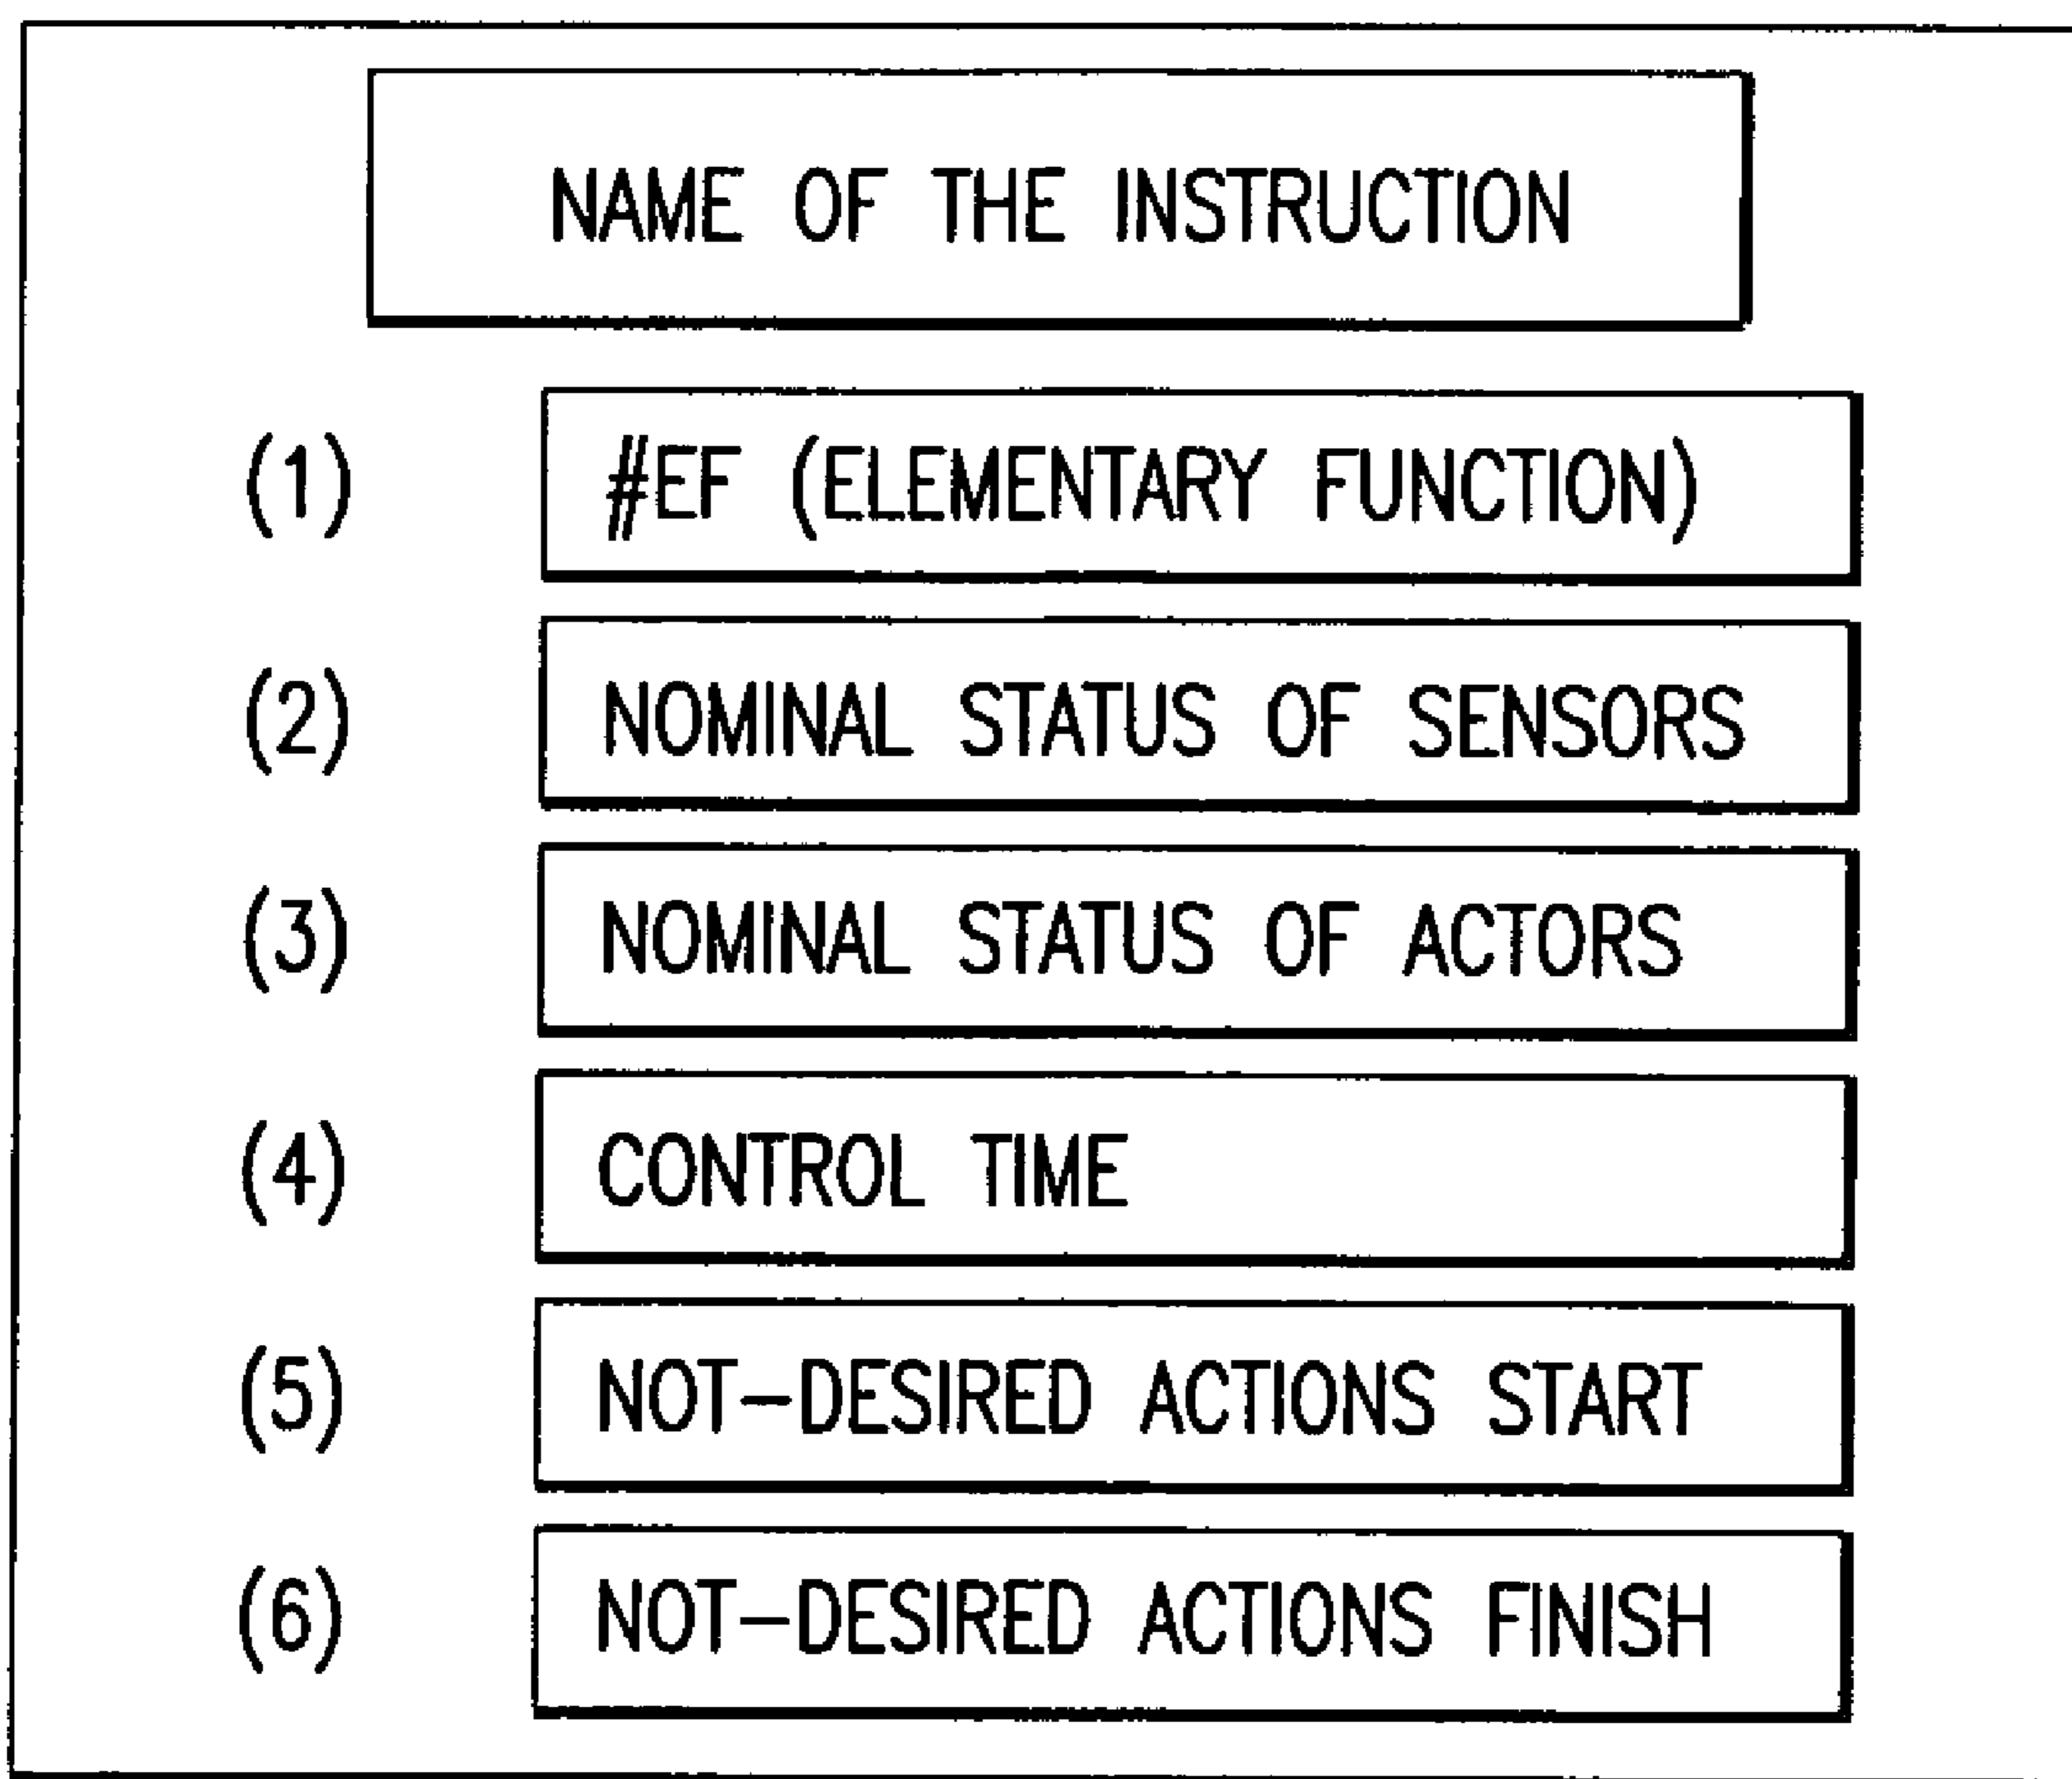 NAME OF THE INSTRUCTION
(1) #EF (ELEMENTARY FUNCTION)
(2) NOMINAL STATUS OF SENSORS
(3) NOMINAL STATUS OF ACTORS
(4) CONTROL TIME
(5) NOT-DESIRED ACTIONS START
(6) NOT-DESIRED ACTIONS FINISH